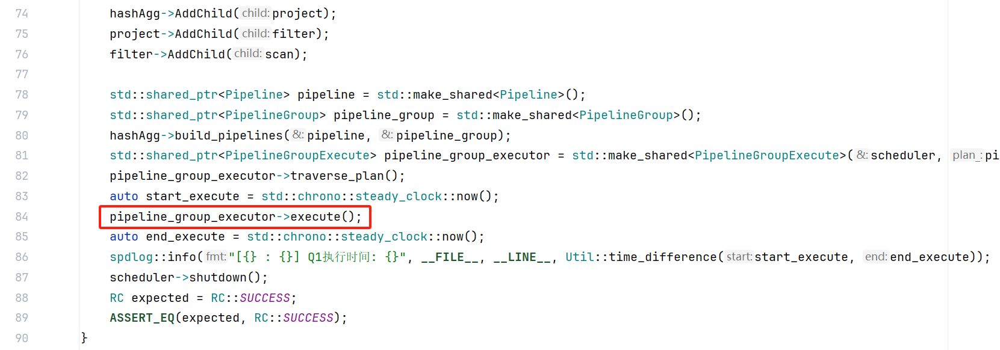 74 hashAgg->AddChild(child: project);
75 project->AddChild(child: filter);
76 filter->AddChild(child: scan);
77
78 std::shared_ptr<Pipeline> pipeline = std::make_shared<Pipeline>();
79 std::shared_ptr<PipelineGroup> pipeline_group = std::make_shared<PipelineGroup>();
80 hashAgg->build_pipelines(&: pipeline, &: pipeline_group);
81 std::shared_ptr<PipelineGroupExecute> pipeline_group_executor = std::make_shared<PipelineGroupExecute>(&: scheduler, plan_: pi
82 pipeline_group_executor->traverse_plan();
83 auto start_execute = std::chrono::steady_clock::now();
84 pipeline_group_executor->execute();
85 auto end_execute = std::chrono::steady_clock::now();
86 spdlog::info(fmt: "[{} : {}] Q1执行时间: {}", __FILE__, __LINE__, Util::time_difference(start: start_execute, end: end_execute));
87 scheduler->shutdown();
88 RC expected = RC::SUCCESS;
89 ASSERT_EQ(expected, RC::SUCCESS);
90 }